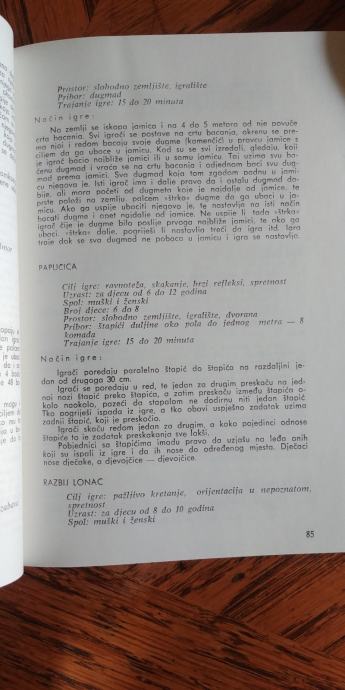 Prostor: slobodno zemljište, igralište
Pribor: dugmad
Trajanje igre: 15 do 20 minuta
Način igre:
Na zemlji se iskopa jamica i na 4 do 5 metara od nje povuče
crta bacanja. Svi igrači se postave na crtu bacanja, okrenu se pre-
ma njoj i redom bacaju svoje dugme (kamenčić) u pravcu jamice s
ciljem da ga ubace u jamicu. Kad su se svi izredali, gledaju, koji
je igrač bacio najbliže jamici ili u samu jamicu. Taj uzima svu ba-
čenu dugmad i vraća se na crtu bacanja i odjednom baci svu dug-
mad prema jamici. Sva dugmad koja tom zgodom padnu u jami-
cu njegova je. Isti igrač ima i dalje pravo da i ostalu dugmad do-
bije, ali mora početi od dugmeta koje je najdalje od jamice, te
prste položi na zemlju, palcem »štrka« dugme da ga ubaci u ja-
micu. Ako ga uspije ubaciti njegovo je, te nastavlja na isti način
bacati dugme i opet najdalje od jamice. Ne uspije li tada »štrka«
igrač čije je dugme bilo poslije prvoga najbliže jamici, te ako ga
ubaci, »štrka« dalje, pogriješi li nastavlja treći da igra itd. Igra
traje dok se sva dugmad ne pobaca u jamicu i igra se nastavlja.
PAPUČICA
Cilj igre: ravnoteža, skakanje, brzi refleksi, spretnost
Uzrast: za djecu od 6 do 12 godina
Spol: muški i ženski
Broj djece: 6 do 8
Prostor: slobodno zemljište, igralište, dvorana
Pribor: štapići duljine oko pola do jednog metra — 8
komada
Trajanje igre: 15 do 20 minuta
Način igre:
Igrači poredaju paralelno štapić do štapića na razdaljini je-
dan od drugoga 30 cm.
Igrači se poredaju u red, te jedan za drugim preskaču na jed-
noj nozi štapić preko štapića, a zatim preskaču između štapića o-
kolo naokolo, pazeći da stopalom ne dodirnu niti jedan štapić.
Tko pogriješi ispada iz igre, a tko obavi uspješno zadatak uzima
zadnji štapić, koji je preskočio.
Igrači skaču redom jedan za drugim, a kako pojedinci odnose
štapiće to je zadatak preskakanja sve lakši.
Pobjednici sa štapićima imadu pravo da uzjašu na leđa onih
koji su ispali iz igre i da ih nose do određenog mjesta. Dječaci
nose dječake, a djevojčice — djevojčice.
RAZBIJ LONAC
Cilj igre: pažljivo kretanje, orijentacija u nepoznatom,
spretnost
Uzrast: za djecu od 8 do 10 godina
Spol: muški i ženski
85